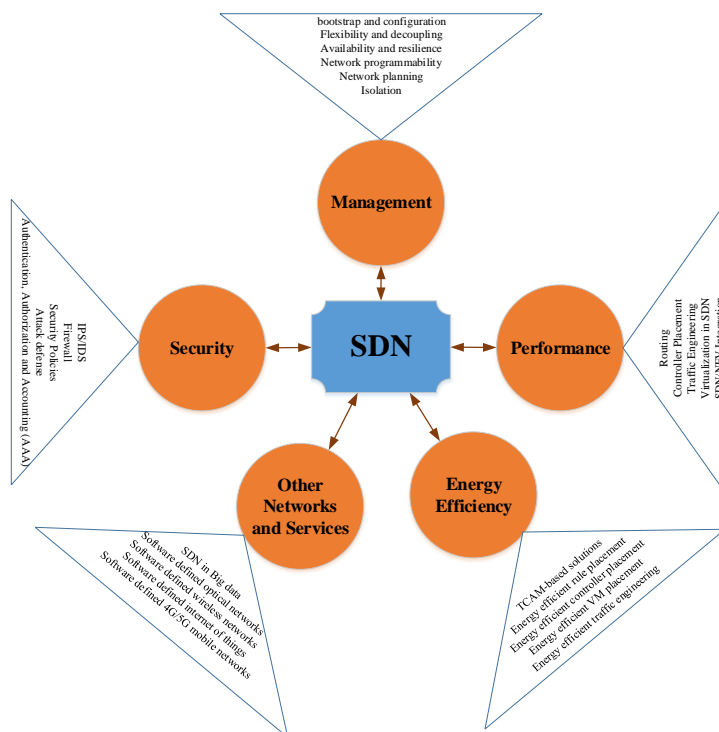 bootstrap and configuration
Flexibility and decoupling
Availability and resilience
Network programmability
Network planning
Isolation
Management
Authentication, Authorization and Accounting (AAA)
Attack defense
Security Policies
Firewall
IPS/IDS
Security
SDN
Performance
Routing
Controller Placement
Traffic Engineering
Virtualization in SDN
SDN/NFV Integration
Other
Networks
and Services
Energy
Efficiency
SDN in Big data
Software defined optical networks
Software defined wireless networks
Software defined internet of things
Software defined 4G/5G mobile networks
TCAM-based solutions
Energy efficient rule placement
Energy efficient controller placement
Energy efficient VM placement
Energy efficient traffic engineering